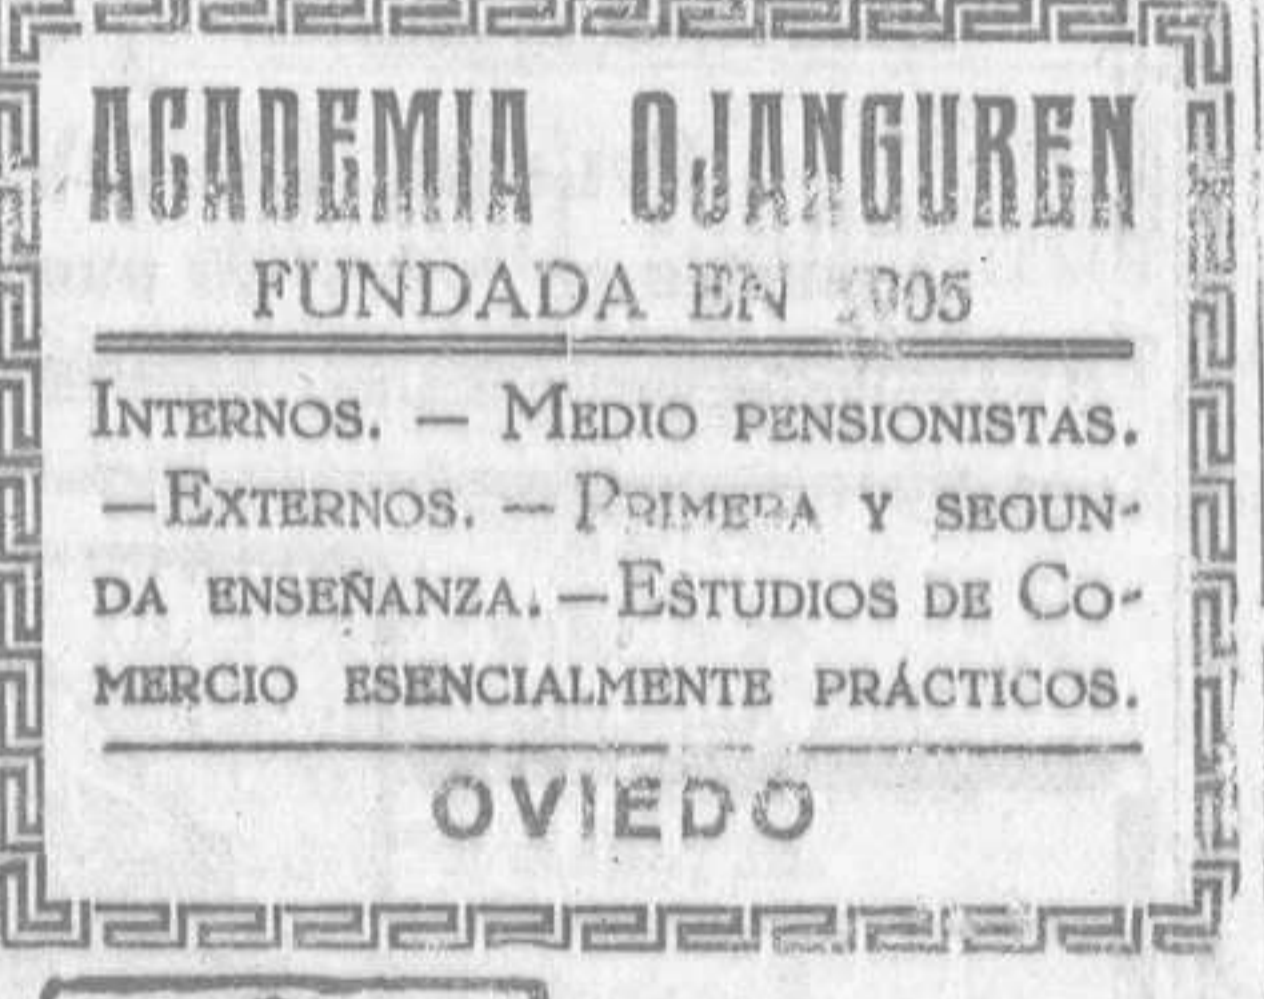 ACADEMIA OJANGUREN
FUNDADA EN 1905
INTERNOS. — MEDIO PENSIONISTAS.
—EXTERNOS. — PRIMERA Y SEGUN-
DA ENSEÑANZA. — ESTUDIOS DE CO-
MERCIO ESENCIALMENTE PRÁCTICOS.
OVIEDO